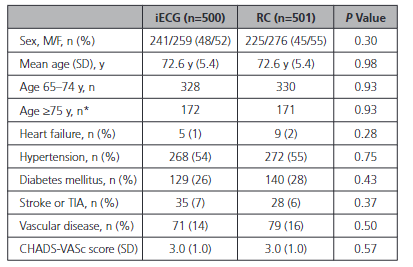 iECG (n=500) RC (n=501) P Value
Sex, M/F, n (%) 241/259 (48/52) 225/276 (45/55) 0.30
Mean age (SD), y 72.6 y (5.4) 72.6 y (5.4) 0.98
Age 65–74 y, n 328 330 0.93
Age ≥75 y, n* 172 171 0.93
Heart failure, n (%) 5 (1) 9 (2) 0.28
Hypertension, n (%) 268 (54) 272 (55) 0.75
Diabetes mellitus, n (%) 129 (26) 140 (28) 0.43
Stroke or TIA, n (%) 35 (7) 28 (6) 0.37
Vascular disease, n (%) 71 (14) 79 (16) 0.50
CHADS-VASc score (SD) 3.0 (1.0) 3.0 (1.0) 0.57